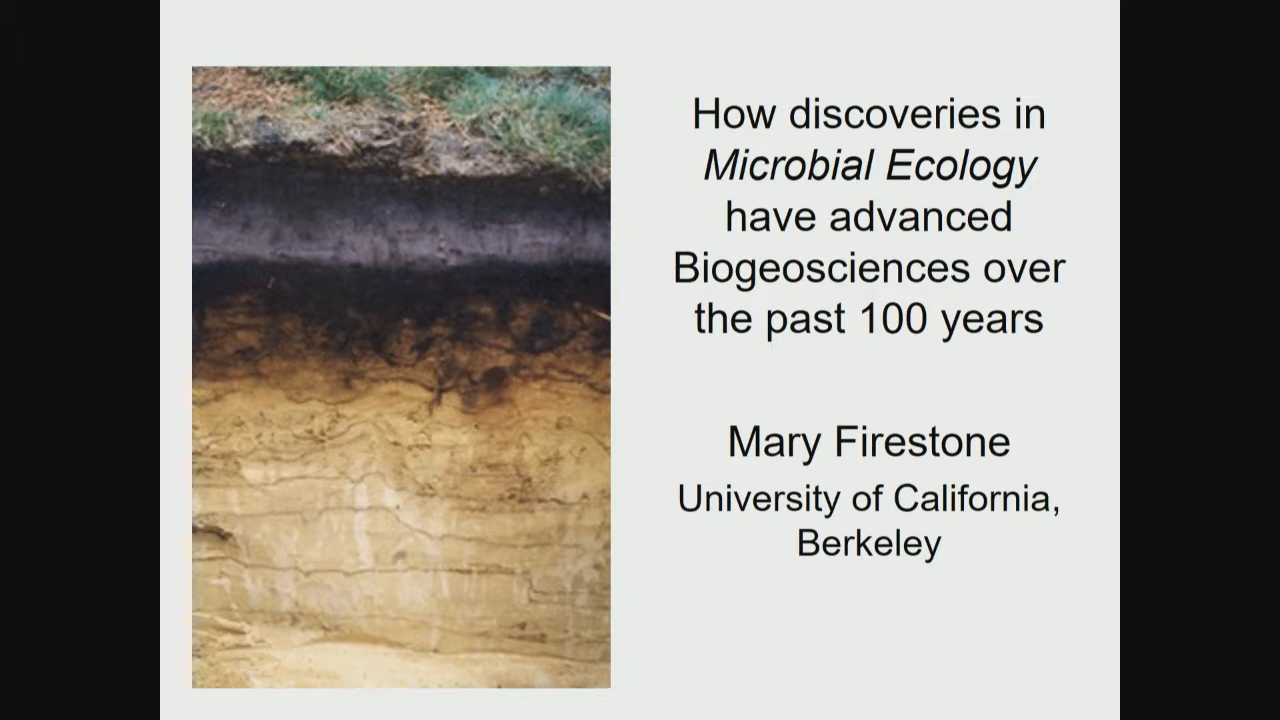 How discoveries in
Microbial Ecology
have advanced
Biogeosciences over
the past 100 years
Mary Firestone
University of California,
Berkeley